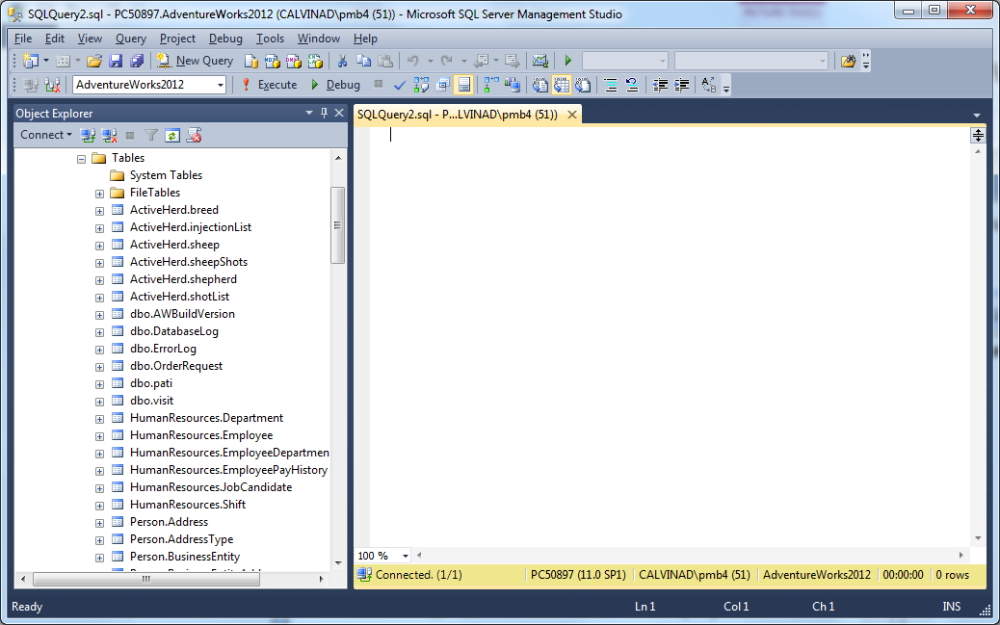 SQLQuery2.sql - PC50897.AdventureWorks2012 (CALVINAD\pmb4 (51)) - Microsoft SQL Server Management Studio
File Edit View Query Project Debug Tools Window Help
New Query
AdventureWorks2012 Execute Debug
Object Explorer
Connect
Tables
System Tables
FileTables
ActiveHerd.breed
ActiveHerd.injectionList
ActiveHerd.sheep
ActiveHerd.sheepShots
ActiveHerd.shepherd
ActiveHerd.shotList
dbo.AWBuildVersion
dbo.DatabaseLog
dbo.ErrorLog
dbo.OrderRequest
dbo.pati
dbo.visit
HumanResources.Department
HumanResources.Employee
HumanResources.EmployeeDepartmen
HumanResources.EmployeePayHistory
HumanResources.JobCandidate
HumanResources.Shift
Person.Address
Person.AddressType
Person.BusinessEntity
SQLQuery2.sql - P...LVINAD\pmb4 (51))
100 %
Connected. (1/1) PC50897 (11.0 SP1) CALVINAD\pmb4 (51) AdventureWorks2012 00:00:00 0 rows
Ready Ln 1 Col 1 Ch 1 INS